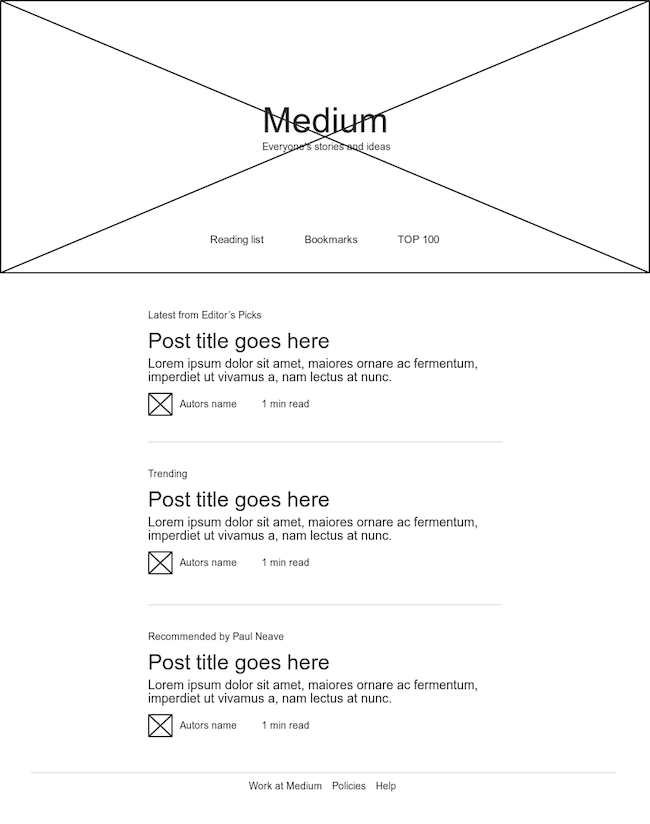 Medium
Everyone's stories and ideas
Reading list Bookmarks TOP 100
Latest from Editor's Picks
Post title goes here
Lorem ipsum dolor sit amet, maiores ornare ac fermentum,
imperdiet ut vivamus a, nam lectus at nunc.
Autors name 1 min read
Trending
Post title goes here
Lorem ipsum dolor sit amet, maiores ornare ac fermentum,
imperdiet ut vivamus a, nam lectus at nunc.
Autors name 1 min read
Recommended by Paul Neave
Post title goes here
Lorem ipsum dolor sit amet, maiores ornare ac fermentum,
imperdiet ut vivamus a, nam lectus at nunc.
Autors name 1 min read
Work at Medium Policies Help